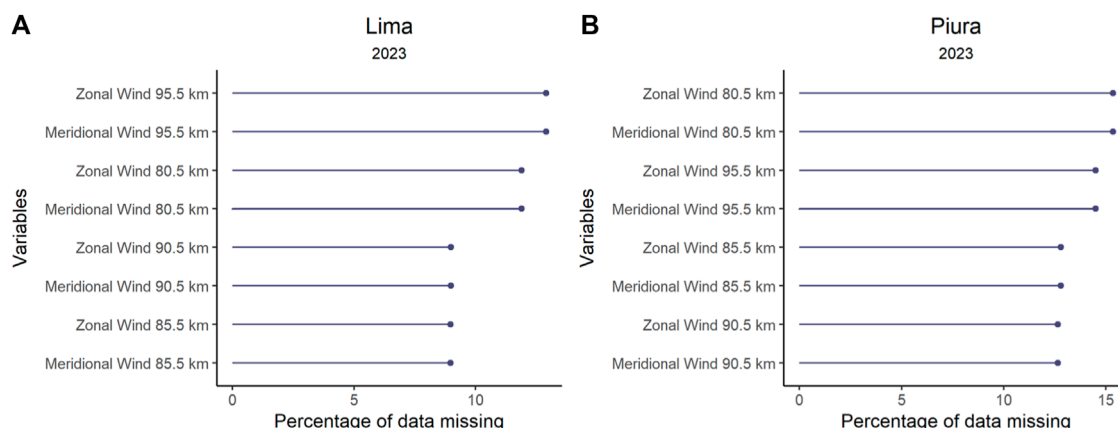 A
Lima
2023
Variables
Zonal Wind 95.5 km
Meridional Wind 95.5 km
Zonal Wind 80.5 km
Meridional Wind 80.5 km
Zonal Wind 90.5 km
Meridional Wind 90.5 km
Zonal Wind 85.5 km
Meridional Wind 85.5 km
0 5 10
Percentage of data missing
B
Piura
2023
Variables
Zonal Wind 80.5 km
Meridional Wind 80.5 km
Zonal Wind 95.5 km
Meridional Wind 95.5 km
Zonal Wind 85.5 km
Meridional Wind 85.5 km
Zonal Wind 90.5 km
Meridional Wind 90.5 km
0 5 10 15
Percentage of data missing